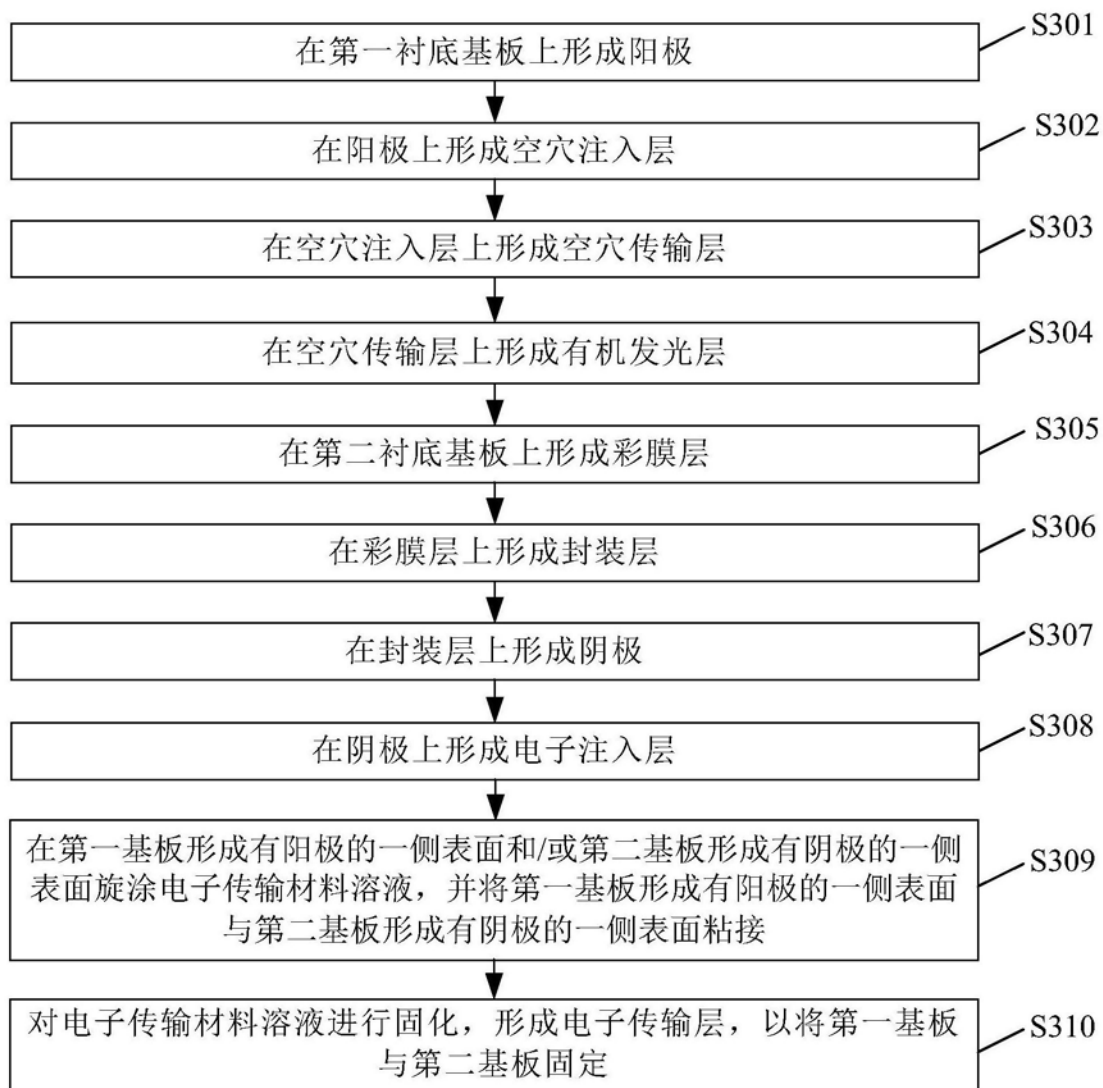 在第一衬底基板上形成阳极
S301
在阳极上形成空穴注入层
S302
在空穴注入层上形成空穴传输层
S303
在空穴传输层上形成有机发光层
S304
在第二衬底基板上形成彩膜层
S305
在彩膜层上形成封装层
S306
在封装层上形成阴极
S307
在阴极上形成电子注入层
S308
在第一基板形成有阳极的一侧表面和/或第二基板形成有阴极的一侧
表面旋涂电子传输材料溶液，并将第一基板形成有阳极的一侧表面
与第二基板形成有阴极的一侧表面粘接
S309
对电子传输材料溶液进行固化，形成电子传输层，以将第一基板
与第二基板固定
S310